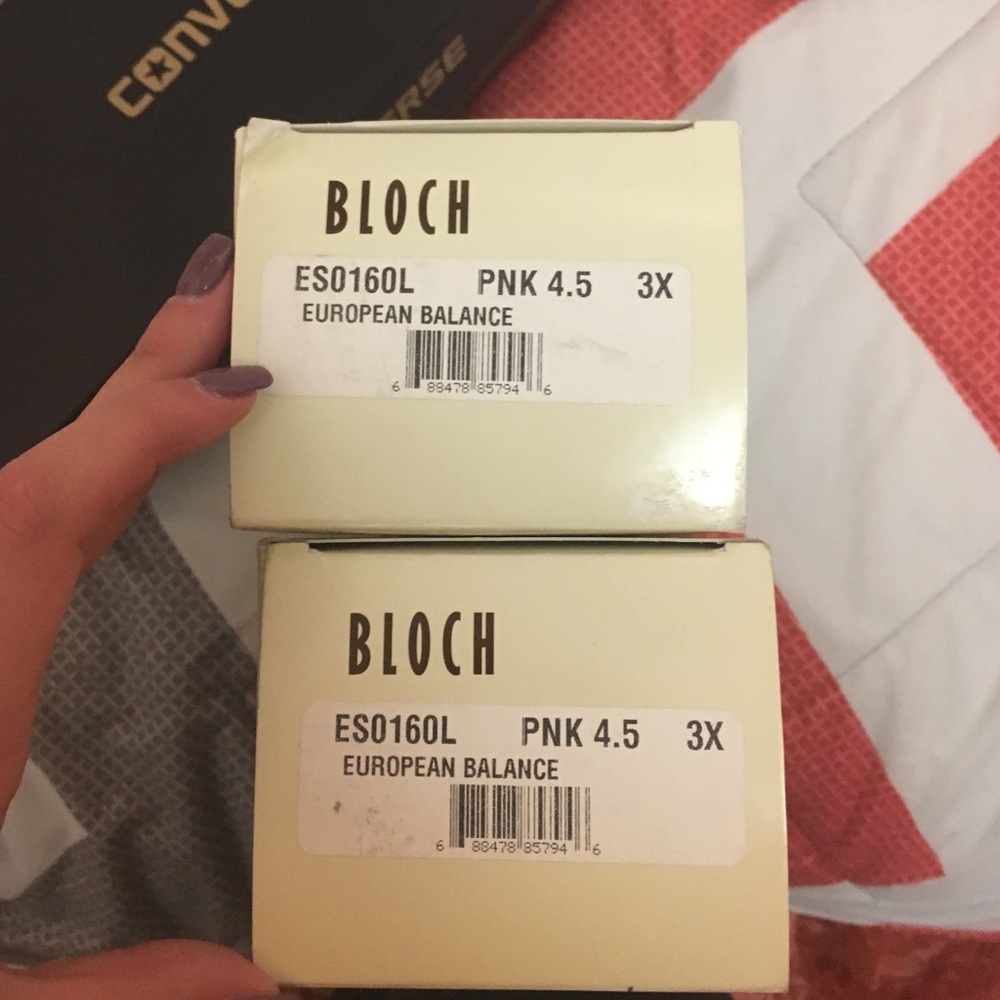 CONVE
ERSE
BLOCH
ES0160L PNK 4.5 3X
EUROPEAN BALANCE
6 88478 85794 6
BLOCH
ES0160L PNK 4.5 3X
EUROPEAN BALANCE
6 88478 85794 6